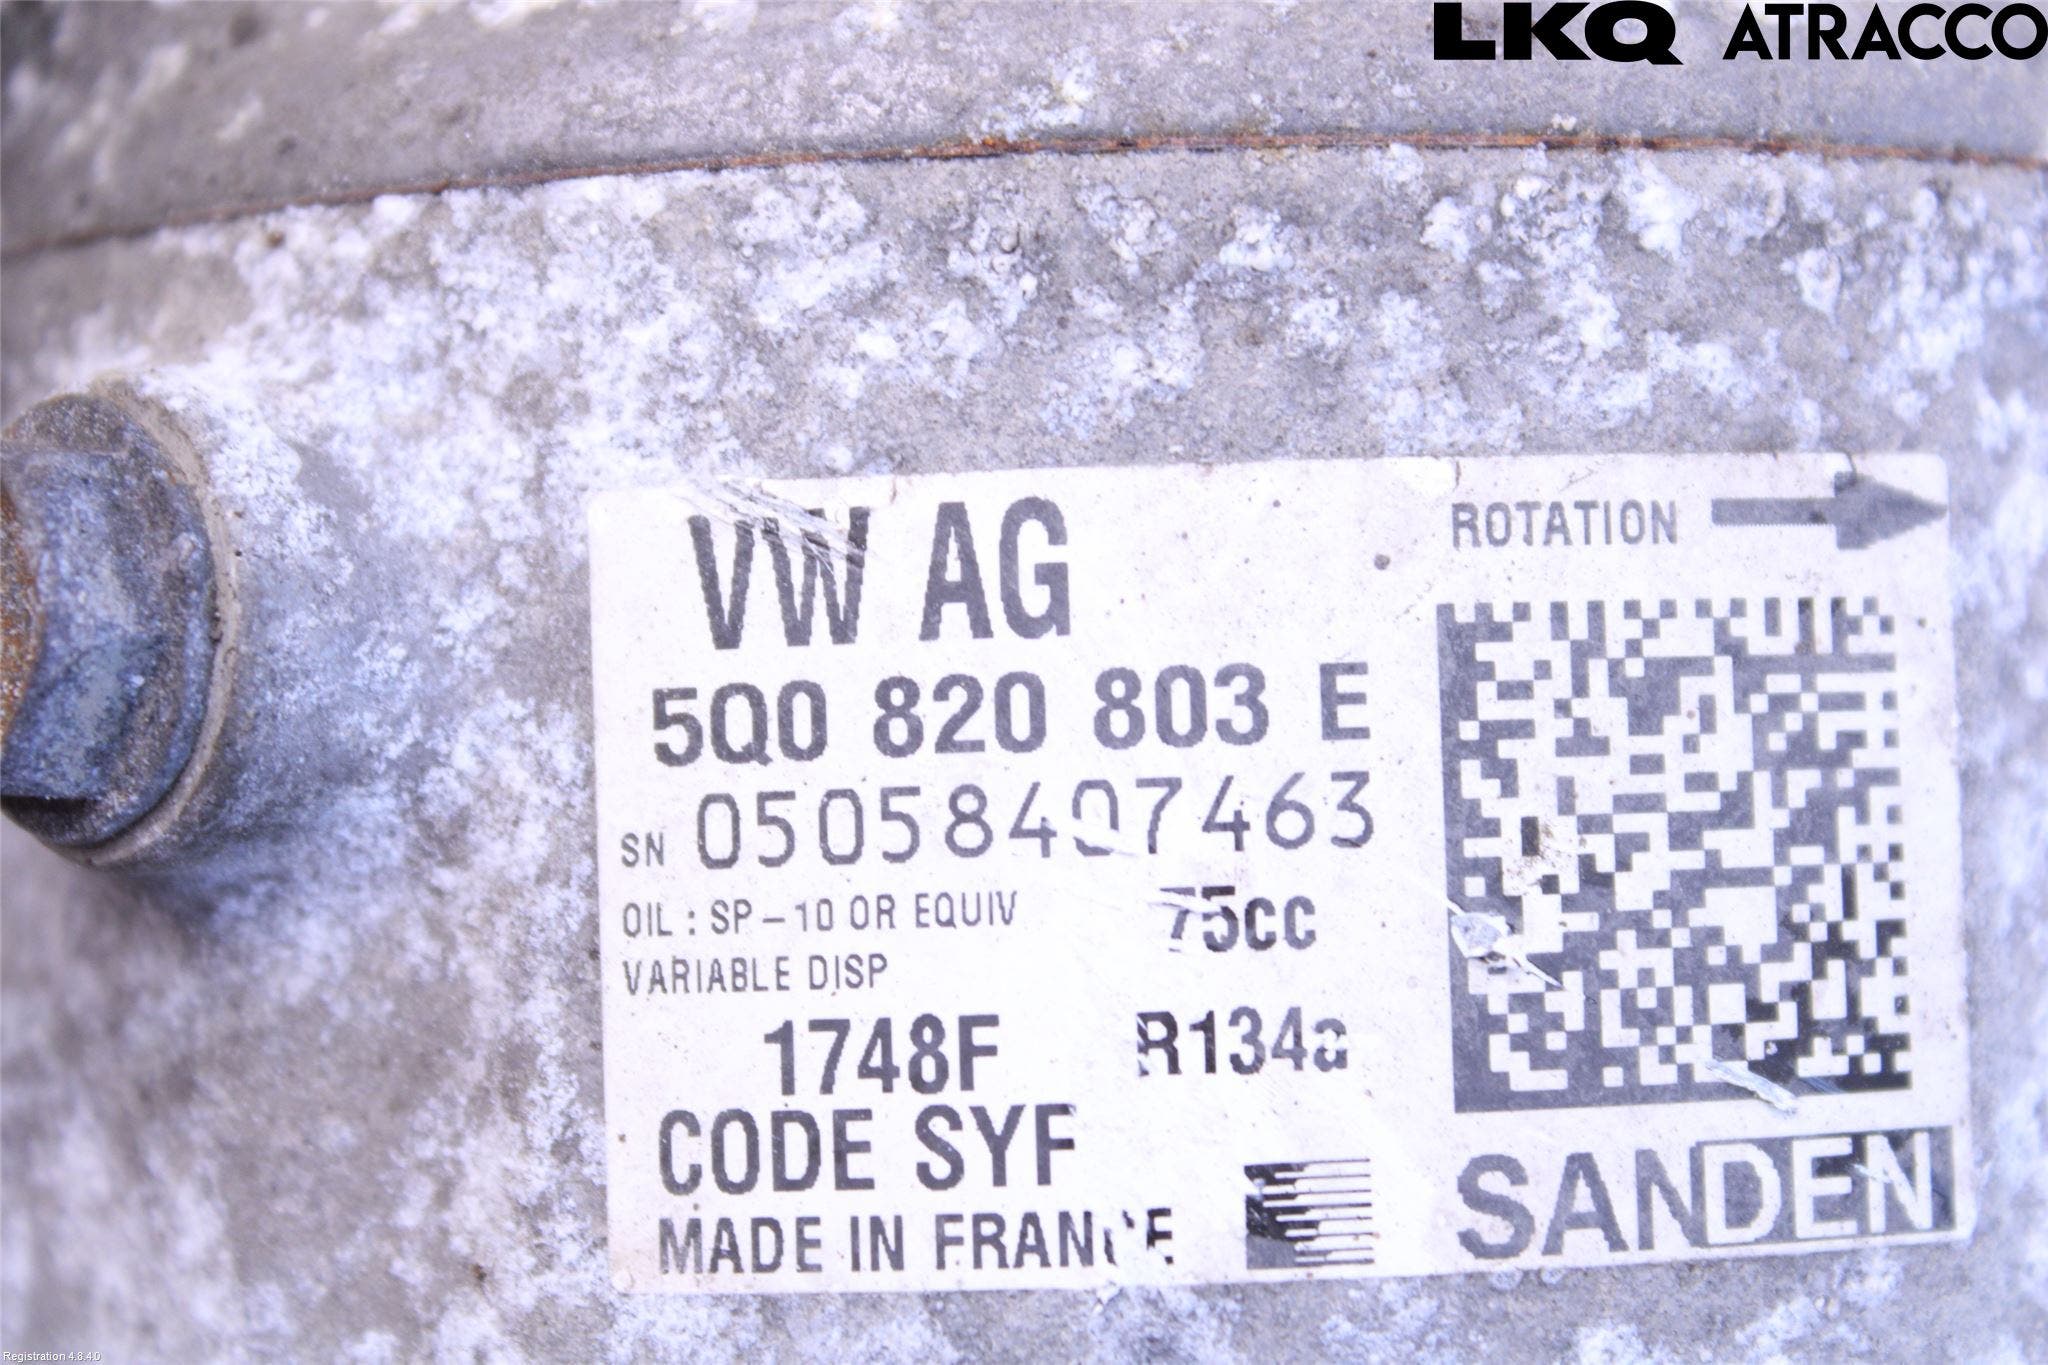 LKQ ATRACCO
VW AG
ROTATION
5Q0 820 803 E
SN 05058407463
OIL : SP-10 OR EQUIV 75cc
VARIABLE DISP
1748F R134a
CODE SYF
MADE IN FRANCE
SANDEN
Registration 4.8.4.0